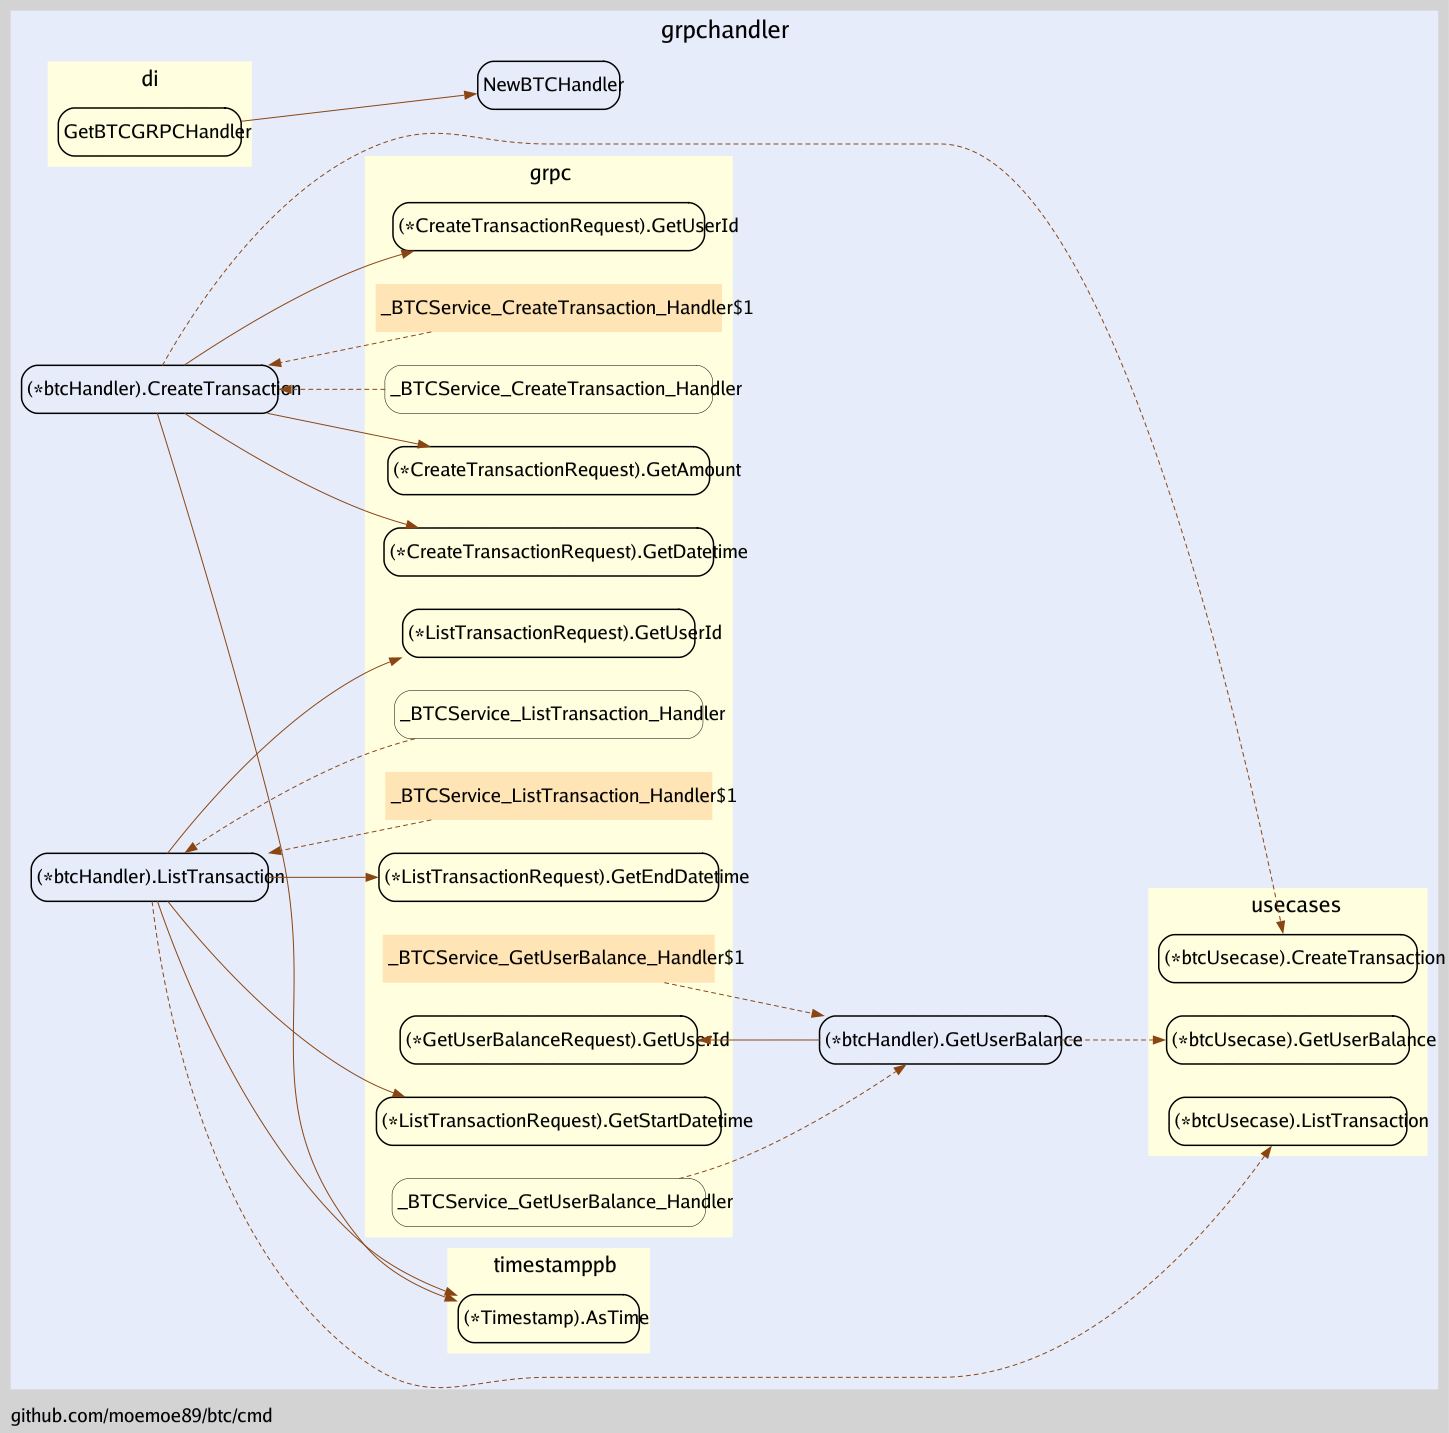 grpchandler
di
GetBTCGRPCHandler
NewBTCHandler
grpc
(*CreateTransactionRequest).GetUserId
_BTCService_CreateTransaction_Handler$1
(*btcHandler).CreateTransaction
_BTCService_CreateTransaction_Handler
(*CreateTransactionRequest).GetAmount
(*CreateTransactionRequest).GetDatetime
(*ListTransactionRequest).GetUserId
_BTCService_ListTransaction_Handler
_BTCService_ListTransaction_Handler$1
(*btcHandler).ListTransaction
(*ListTransactionRequest).GetEndDatetime
_BTCService_GetUserBalance_Handler$1
(*GetUserBalanceRequest).GetUserId
(*btcHandler).GetUserBalance
(*ListTransactionRequest).GetStartDatetime
_BTCService_GetUserBalance_Handler
usecases
(*btcUsecase).CreateTransaction
(*btcUsecase).GetUserBalance
(*btcUsecase).ListTransaction
timestamppb
(*Timestamp).AsTime
github.com/moemoe89/btc/cmd